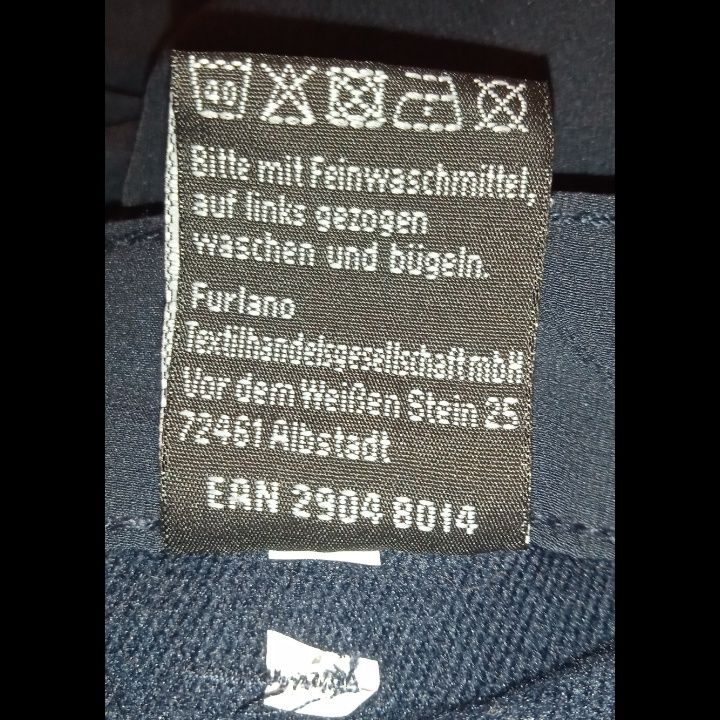 40
Bitte mit Feinwaschmittel,
auf links gezogen
waschen und bügeln.
Furlano
Textilhandelsgesellschaft mbH
Vor dem Weißen Stein 25
72461 Albstadt
EAN 2904 8014